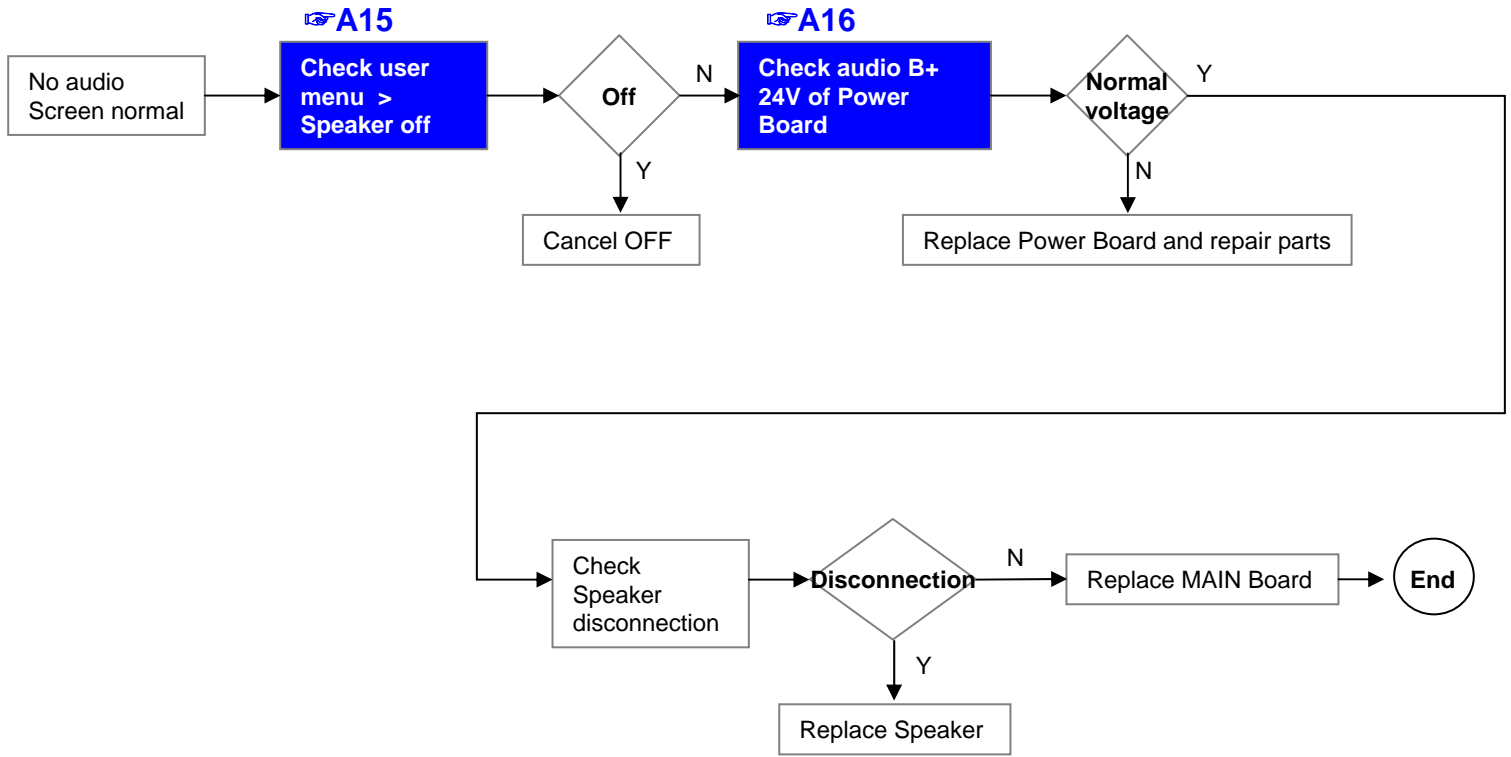 ☞A15
☞A16
No audio
Screen normal
Check user
menu >
Speaker off
Off
N
Y
Cancel OFF
Check audio B+
24V of Power
Board
Normal
voltage
Y
N
Replace Power Board and repair parts
Check
Speaker
disconnection
Disconnection
N
Y
Replace MAIN Board
End
Replace Speaker